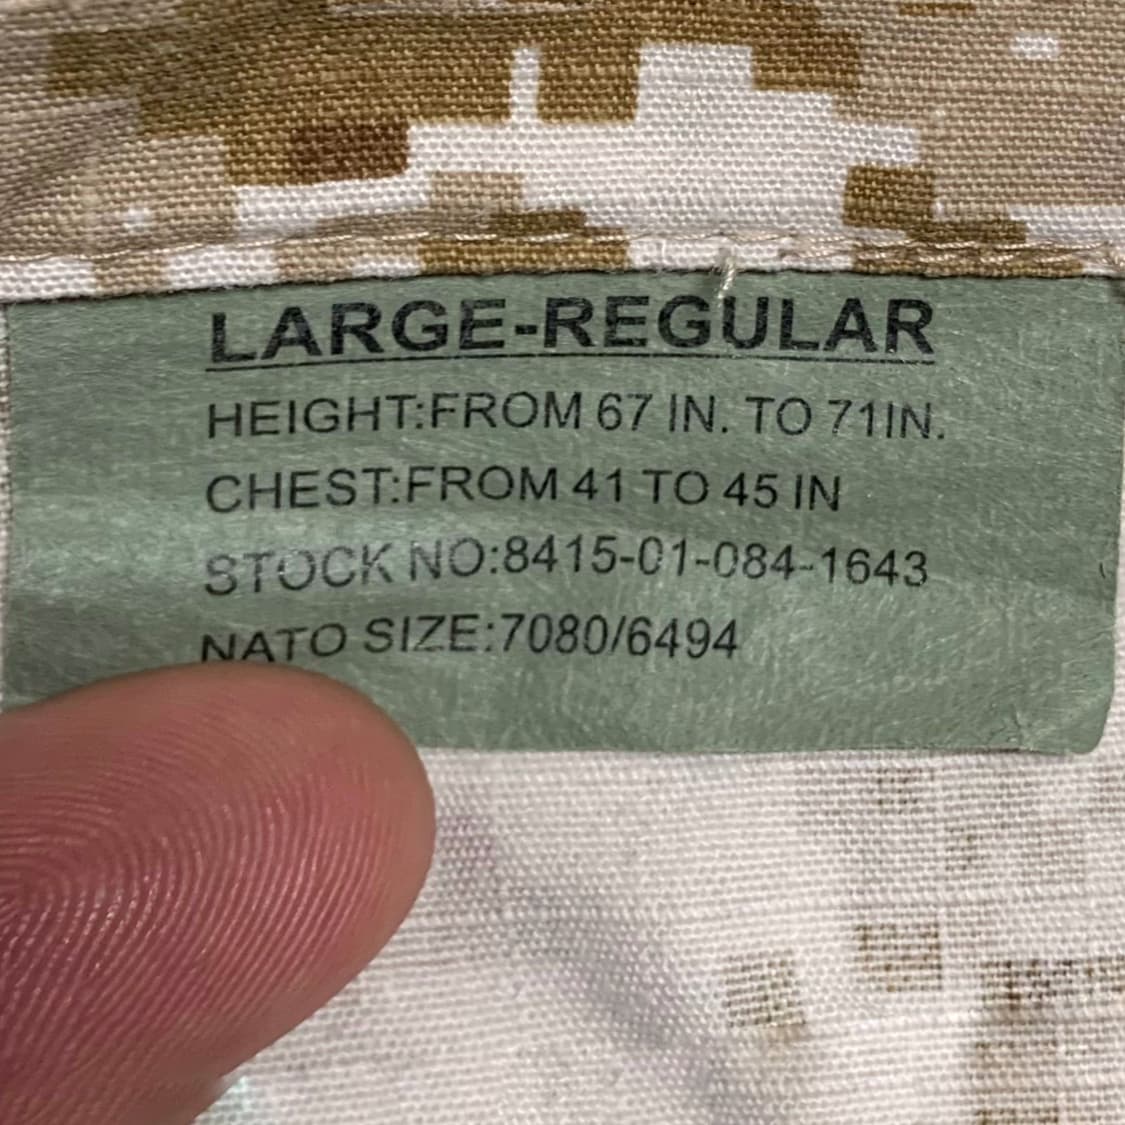 LARGE-REGULAR
HEIGHT:FROM 67 IN. TO 71IN.
CHEST:FROM 41 TO 45 IN
STOCK NO:8415-01-084-1643
NATO SIZE:7080/6494